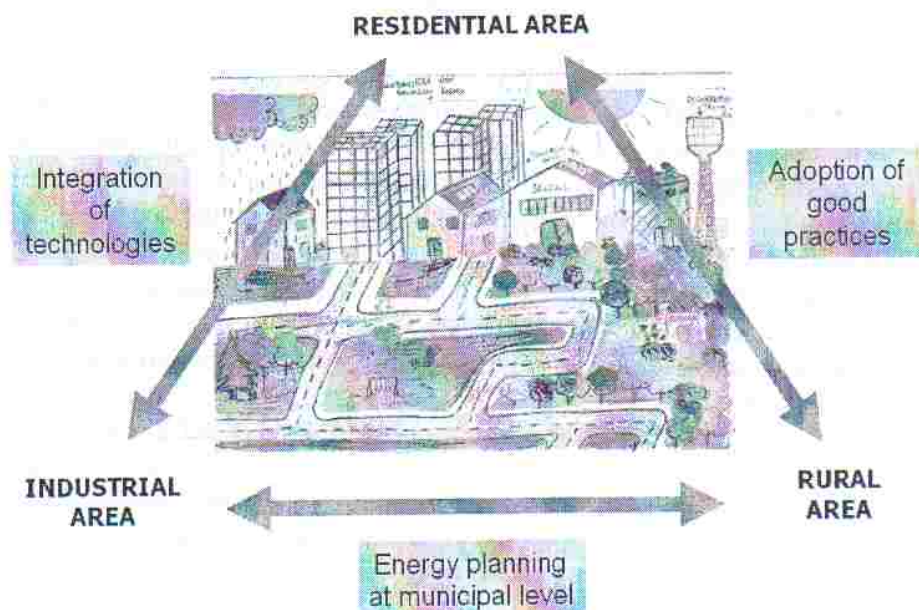 RESIDENTIAL AREA
Integration
of
technologies
Adoption of
good
practices
INDUSTRIAL
AREA
RURAL
AREA
Energy planning
at municipal level